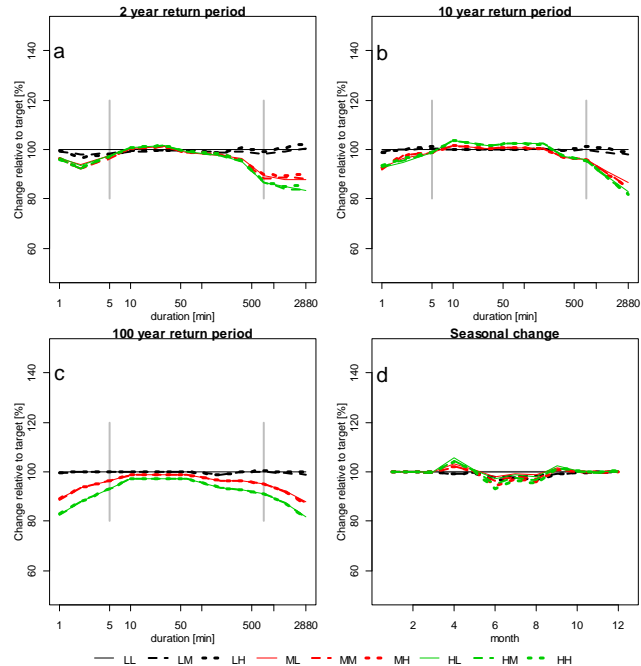 2 year return period
10 year return period
a
b
Change relative to target [%]
60 80 100 120 140
Change relative to target [%]
60 80 100 120 140
1 5 10 50 500 2880
1 5 10 50 500 2880
duration [min]
duration [min]
100 year return period
Seasonal change
c
d
Change relative to target [%]
60 80 100 120 140
Change relative to target [%]
60 80 100 120 140
1 5 10 50 500 2880
2 4 6 8 10 12
duration [min]
month
LL LM LH ML MM MH HL HM HH